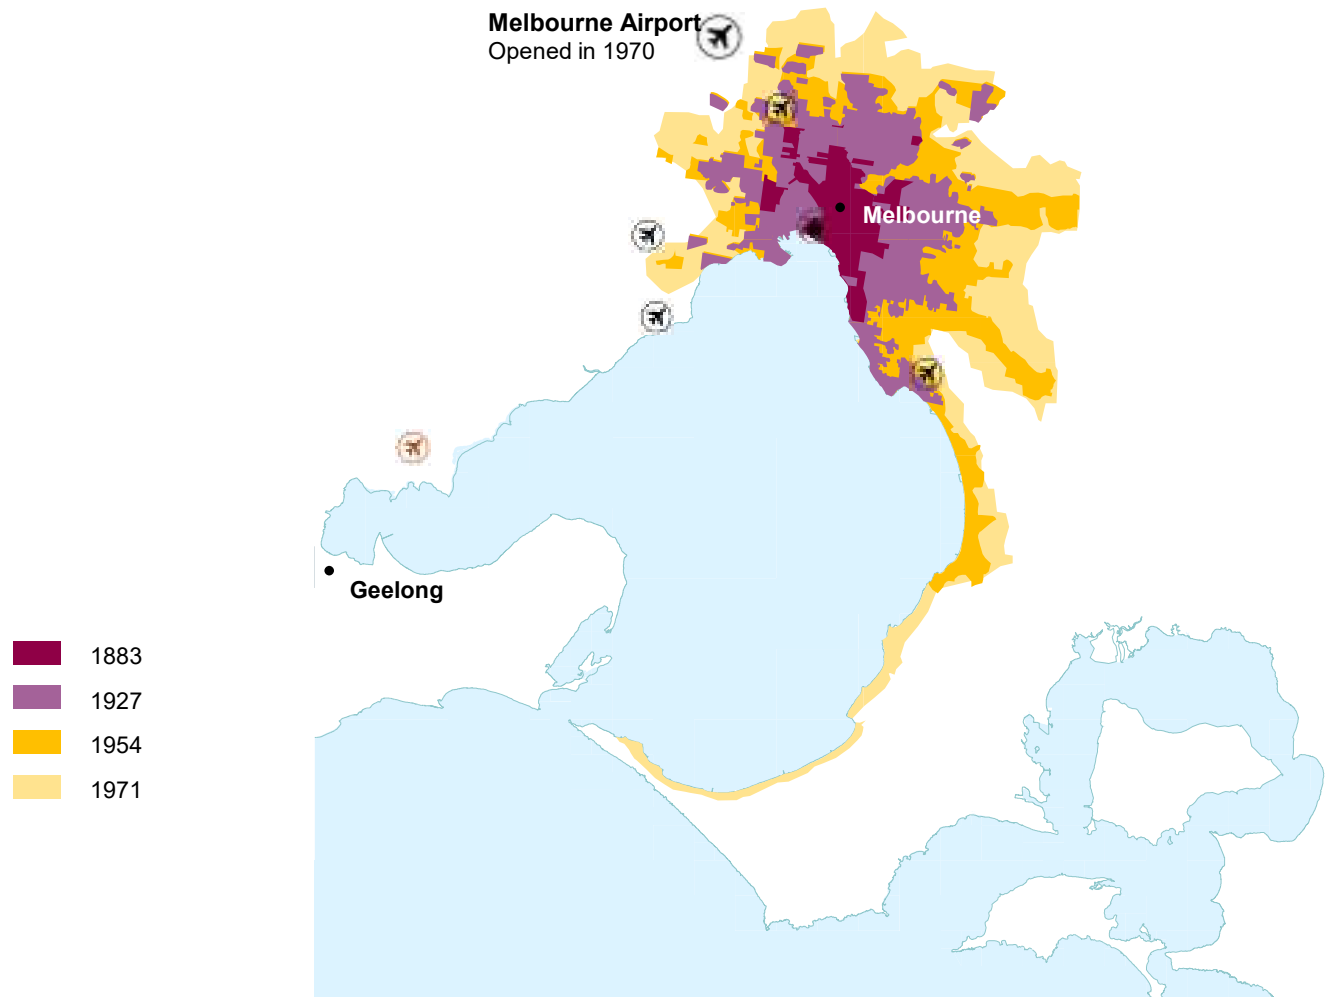 Melbourne Airport
Opened in 1970
Melbourne
Geelong
1883
1927
1954
1971